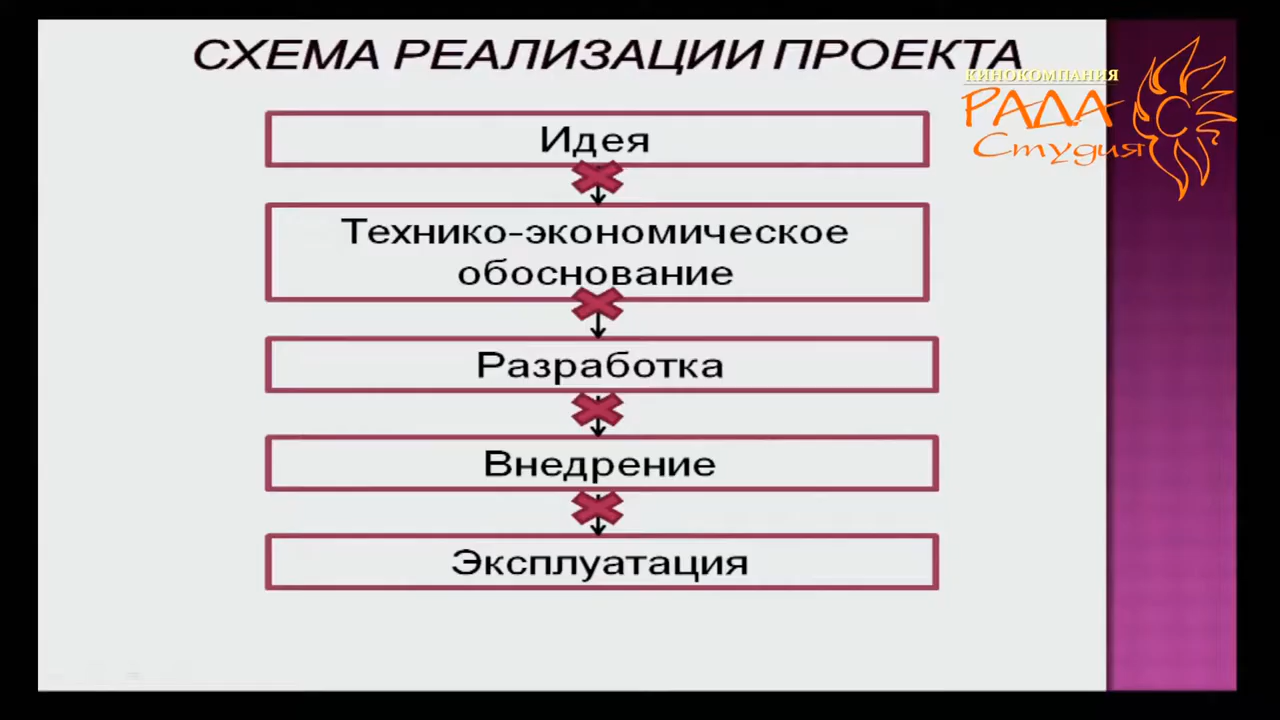 СХЕМА РЕАЛИЗАЦИИ ПРОЕКТА
КИНОКОМПАНИЯ
РАДА
Студия
Идея
Технико-экономическое
обоснование
Разработка
Внедрение
Эксплуатация